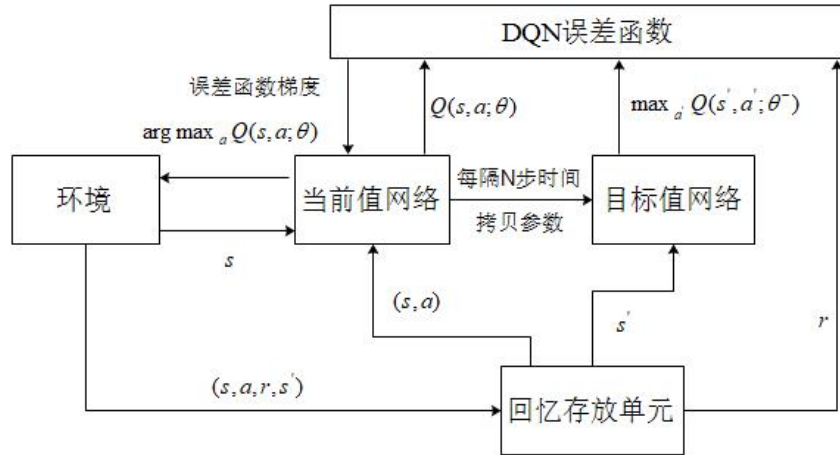 DQN误差函数
误差函数梯度
Q(s,a;θ)
max_{a'} Q(s',a';θ⁻)
arg max_a Q(s,a;θ)
环境
当前值网络
每隔N步时间
拷贝参数
目标值网络
s
(s,a)
s'
r
(s,a,r,s')
回忆存放单元